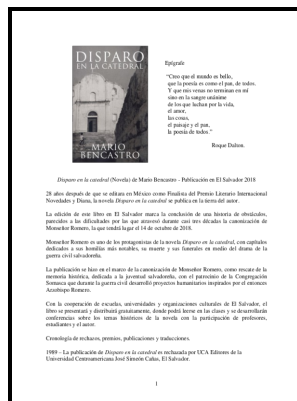 DISPARO
EN LA CATEDRAL
MARIO
BENCASTRO
Epígrafe
"Creo que el mundo es bello,
que la poesía es como el pan, de todos.
Y que mis venas no terminan en mí
sino en la sangre unánime
de los que luchan por la vida,
el amor,
las cosas,
el paisaje y el pan,
la poesía de todos."
Roque Dalton.
Disparo en la catedral (Novela) de Mario Bencastro – Publicación en El Salvador 2018
28 años después de que se editara en México como Finalista del Premio Literario Internacional
Novedades y Diana, la novela Disparo en la catedral se publica en la tierra del autor.
La edición de este libro en El Salvador marca la conclusión de una historia de obstáculos,
parecidos a las dificultades por las que atravesó durante casi tres décadas la canonización de
Monseñor Romero, la que tendrá lugar el 14 de octubre de 2018.
Monseñor Romero es uno de los protagonistas de la novela Disparo en la catedral, con capítulos
dedicados a sus homilías más notables, su muerte y sus funerales en medio del drama de la
guerra civil salvadoreña.
La publicación se hizo en el marco de la canonización de Monseñor Romero, como rescate de la
memoria histórica, dedicada a la juventud salvadoreña, con el patrocinio de la Congregación
Somasca que durante la guerra civil desarrolló proyectos humanitarios inspirados por el entonces
Arzobispo Romero.
Con la cooperación de escuelas, universidades y organizaciones culturales de El Salvador, el
libro se presentará y distribuirá gratuitamente, donde podrá leerse en las clases y se desarrollarán
conferencias sobre los temas históricos de la novela con la participación de profesores,
estudiantes y el autor.
Cronología de rechazos, premios, publicaciones y traducciones.
1989 – La publicación de Disparo en la catedral es rechazada por UCA Editores de la
Universidad Centroamericana José Simeón Cañas, El Salvador.
1